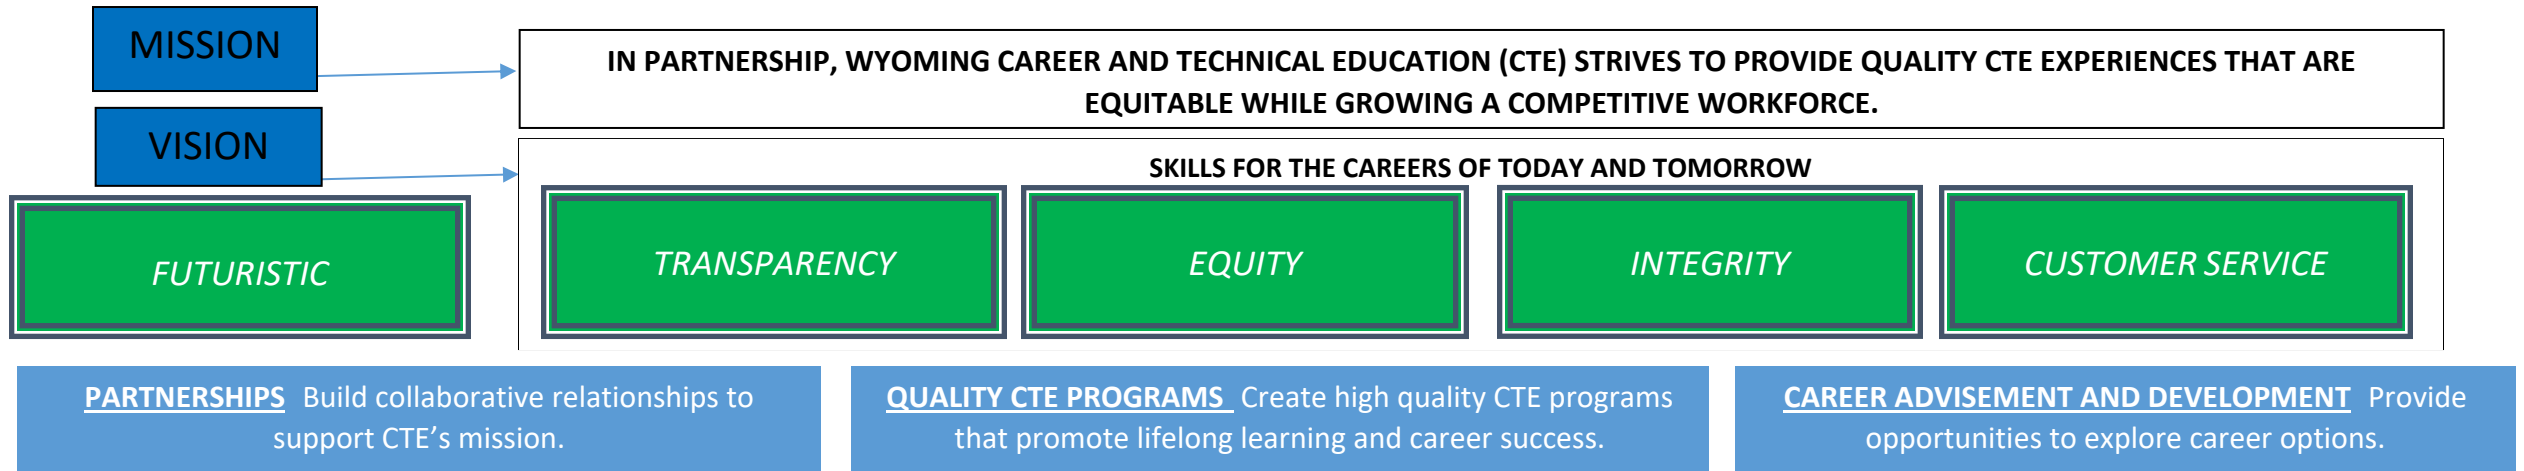 MISSION
IN PARTNERSHIP, WYOMING CAREER AND TECHNICAL EDUCATION (CTE) STRIVES TO PROVIDE QUALITY CTE EXPERIENCES THAT ARE
EQUITABLE WHILE GROWING A COMPETITIVE WORKFORCE.
VISION
SKILLS FOR THE CAREERS OF TODAY AND TOMORROW
FUTURISTIC
TRANSPARENCY
EQUITY
INTEGRITY
CUSTOMER SERVICE
PARTNERSHIPS Build collaborative relationships to
support CTE’s mission.
QUALITY CTE PROGRAMS Create high quality CTE programs
that promote lifelong learning and career success.
CAREER ADVISEMENT AND DEVELOPMENT Provide
opportunities to explore career options.